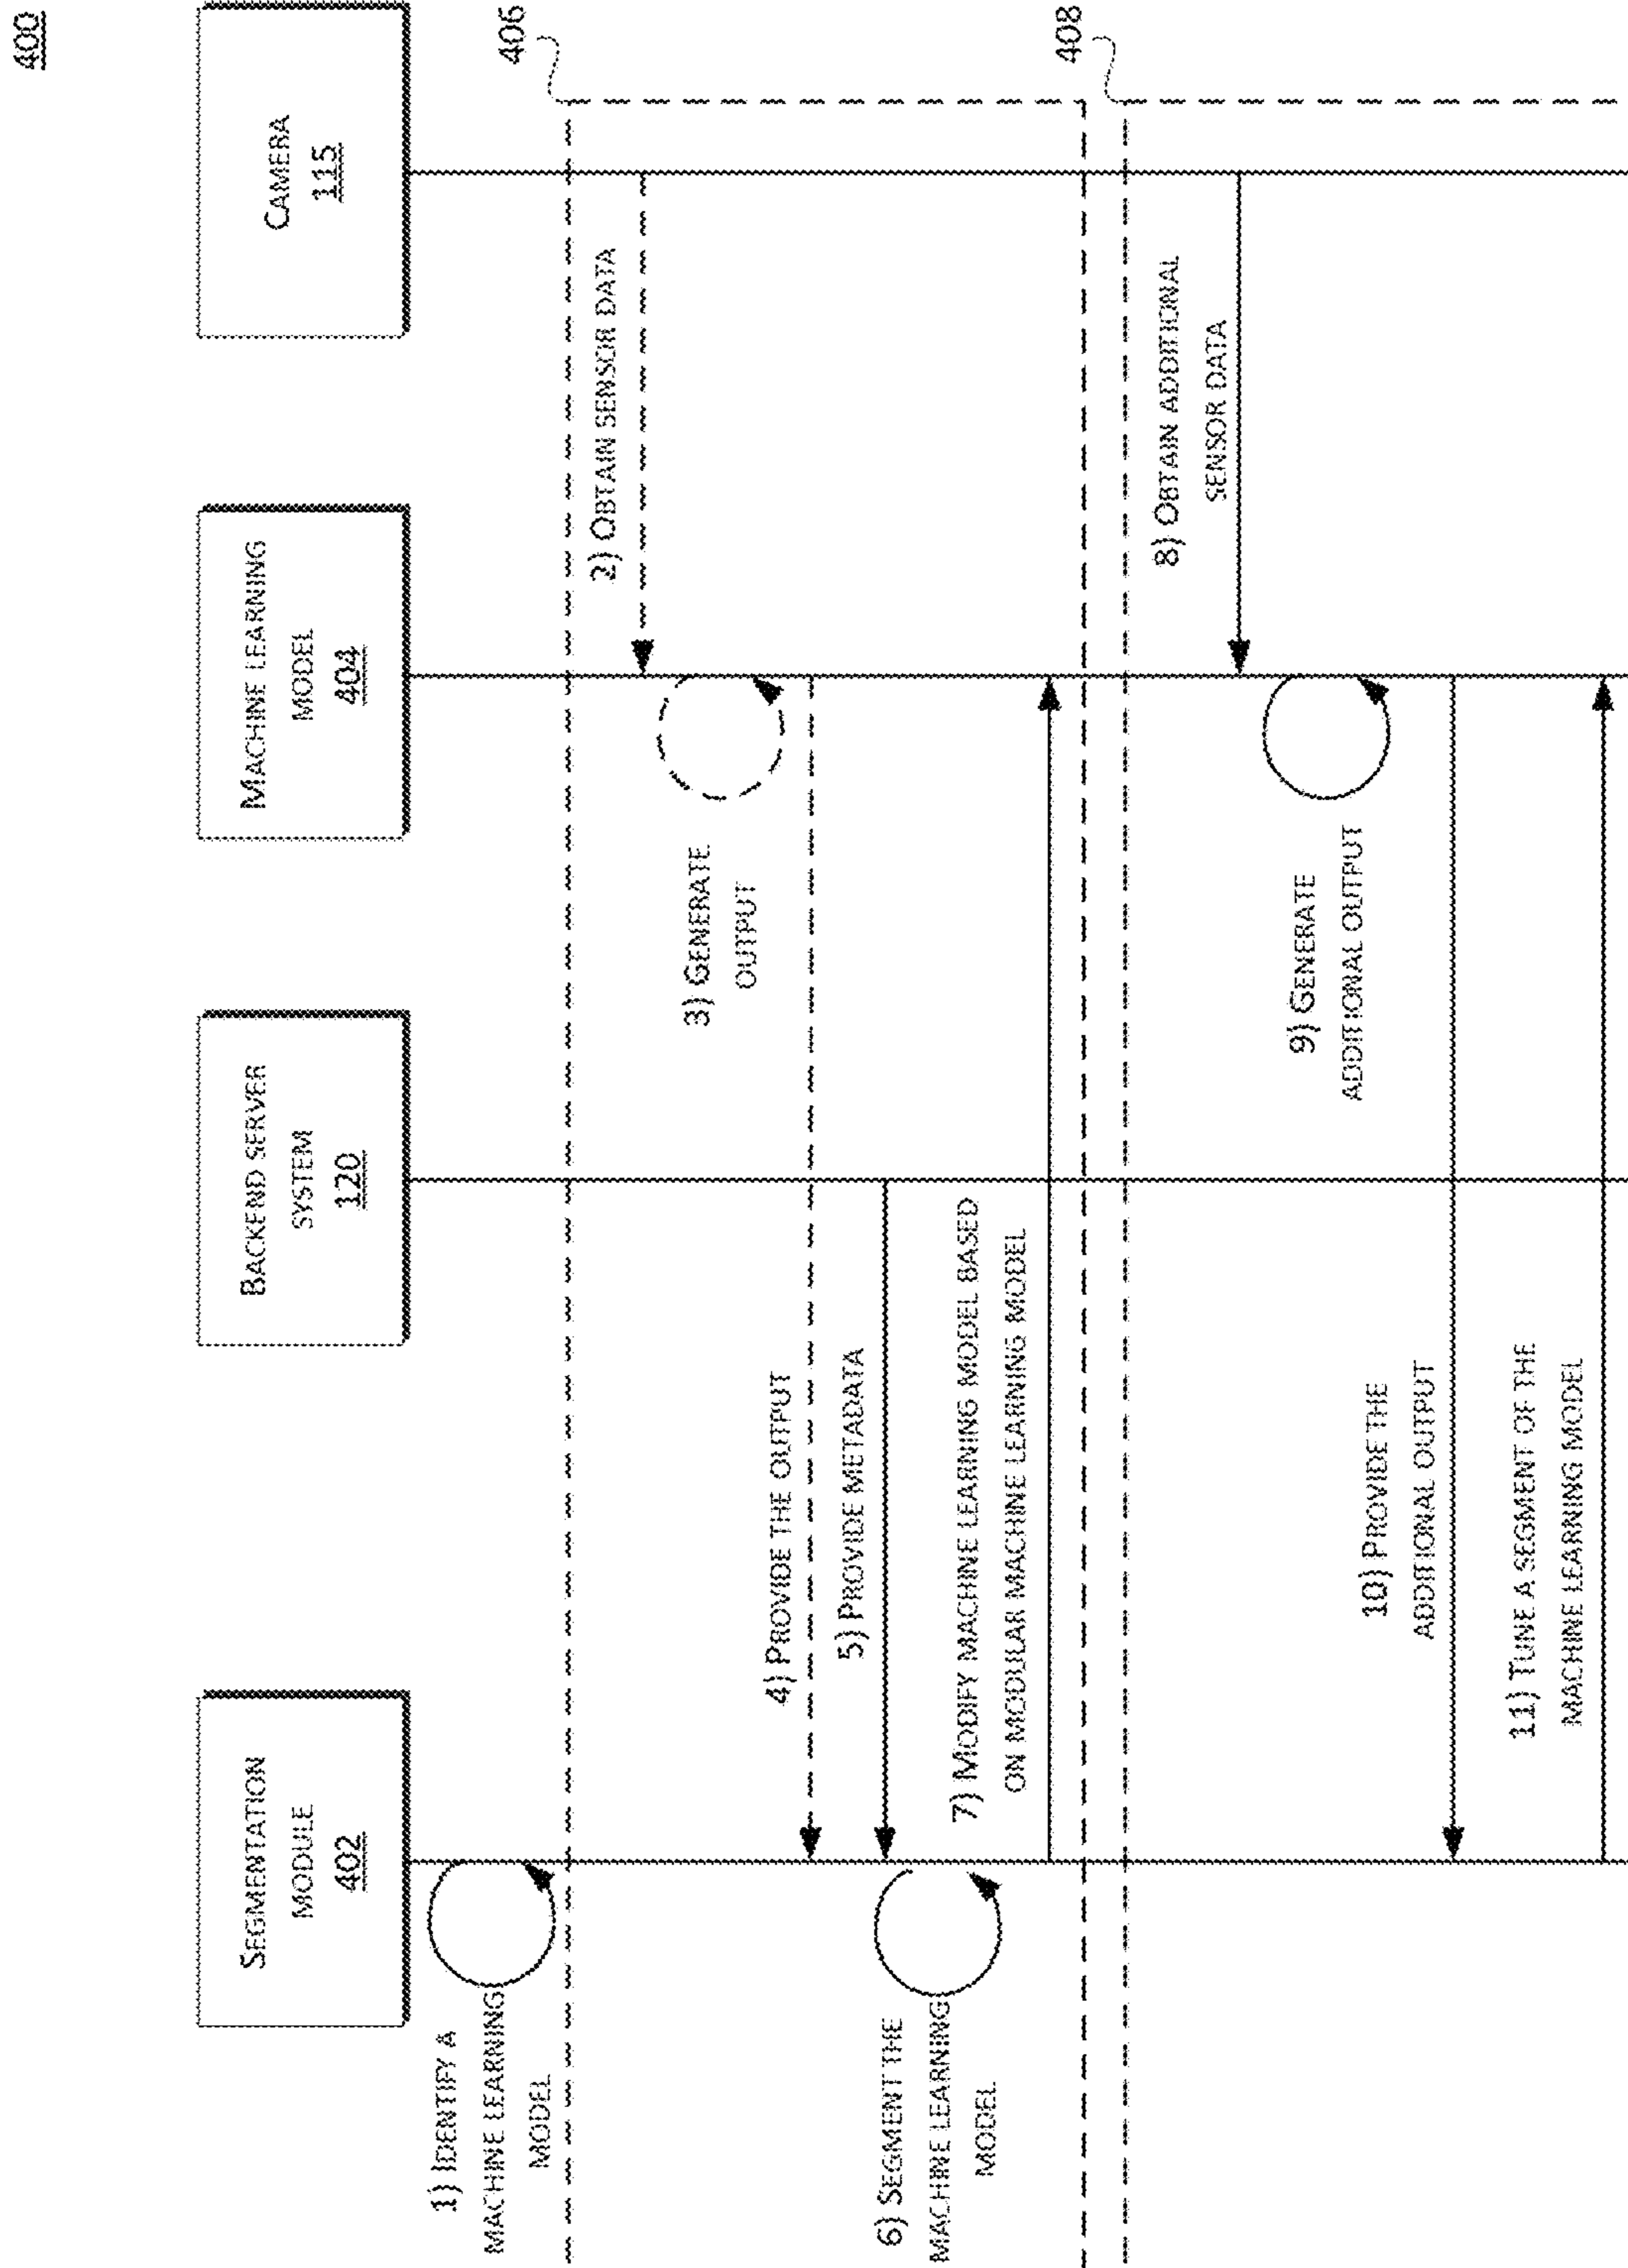 400
SEGMENTATION
MODULE
402
BACKEND SERVER
SYSTEM
120
MACHINE LEARNING
MODEL
404
CAMERA
115
1) IDENTIFY A
MACHINE LEARNING
MODEL
406
2) OBTAIN SENSOR DATA
3) GENERATE
OUTPUT
4) PROVIDE THE OUTPUT
5) PROVIDE METADATA
6) SEGMENT THE
MACHINE LEARNING
MODEL
7) MODIFY MACHINE LEARNING MODEL BASED
ON MODULAR MACHINE LEARNING MODEL
408
8) OBTAIN ADDITIONAL
SENSOR DATA
9) GENERATE
ADDITIONAL OUTPUT
10) PROVIDE THE
ADDITIONAL OUTPUT
11) TUNE A SEGMENT OF THE
MACHINE LEARNING MODEL